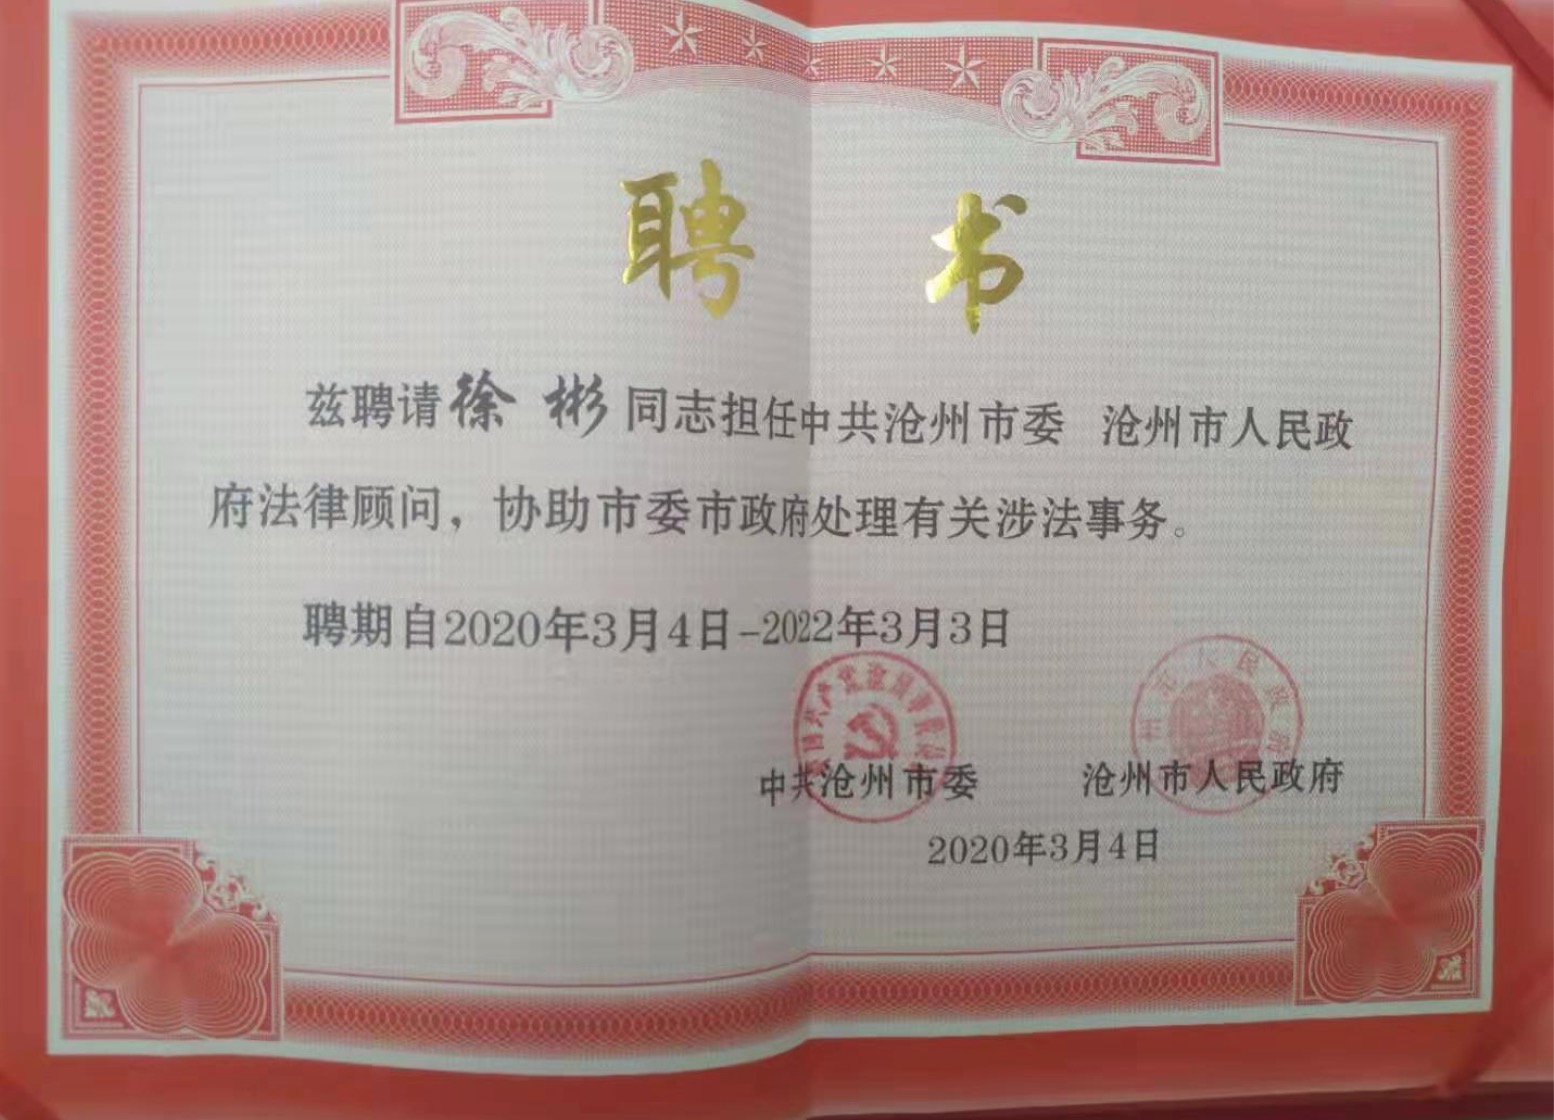 聘 书
兹聘请徐彬同志担任中共沧州市委 沧州市人民政
府法律顾问，协助市委市政府处理有关涉法事务。
聘期自2020年3月4日-2022年3月3日
中共沧州市委 沧州市人民政府
2020年3月4日